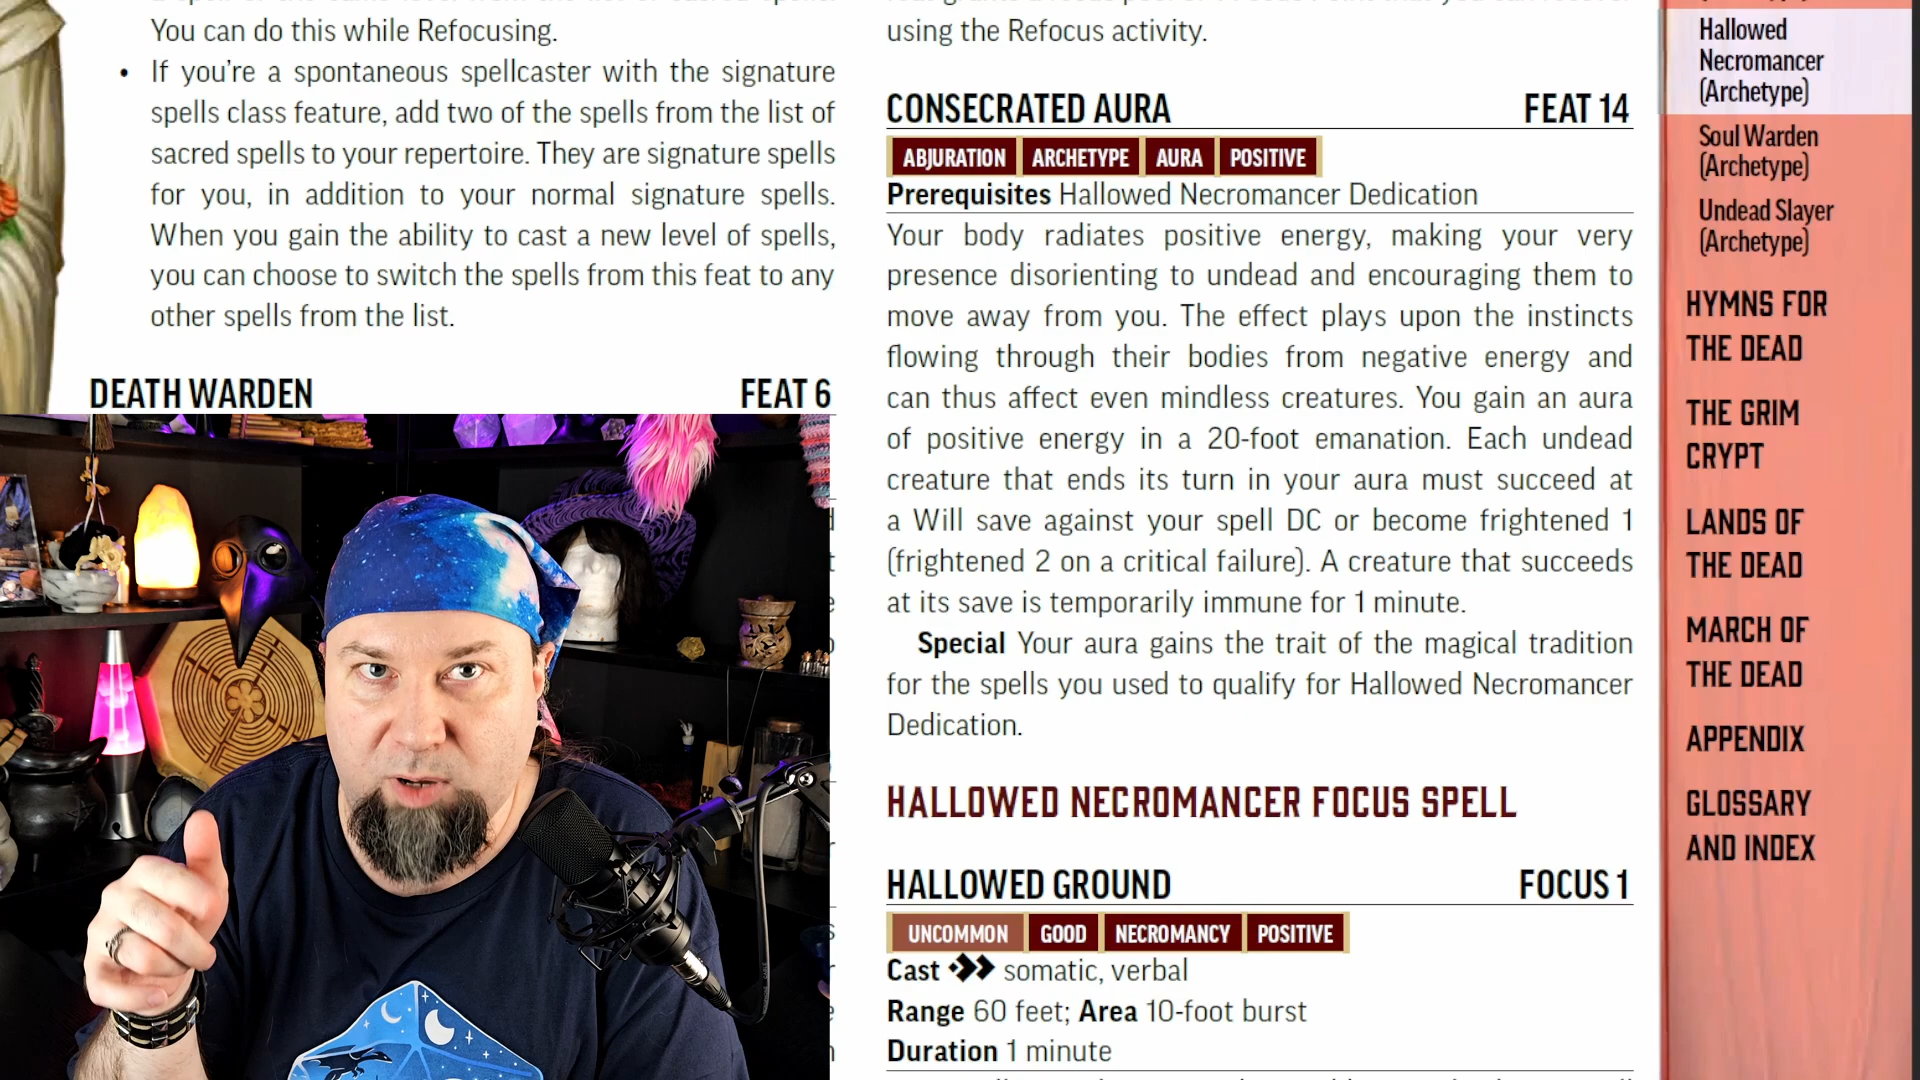 You can do this while Refocusing.
• If you're a spontaneous spellcaster with the signature
spells class feature, add two of the spells from the list of
sacred spells to your repertoire. They are signature spells
for you, in addition to your normal signature spells.
When you gain the ability to cast a new level of spells,
you can choose to switch the spells from this feat to any
other spells from the list.
DEATH WARDEN FEAT 6
using the Refocus activity.
CONSECRATED AURA FEAT 14
ABJURATION ARCHETYPE AURA POSITIVE
Prerequisites Hallowed Necromancer Dedication
Your body radiates positive energy, making your very
presence disorienting to undead and encouraging them to
move away from you. The effect plays upon the instincts
flowing through their bodies from negative energy and
can thus affect even mindless creatures. You gain an aura
of positive energy in a 20-foot emanation. Each undead
creature that ends its turn in your aura must succeed at
a Will save against your spell DC or become frightened 1
(frightened 2 on a critical failure). A creature that succeeds
at its save is temporarily immune for 1 minute.
Special Your aura gains the trait of the magical tradition
for the spells you used to qualify for Hallowed Necromancer
Dedication.
HALLOWED NECROMANCER FOCUS SPELL
HALLOWED GROUND FOCUS 1
UNCOMMON GOOD NECROMANCY POSITIVE
Cast somatic, verbal
Range 60 feet; Area 10-foot burst
Duration 1 minute
Hallowed
Necromancer
(Archetype)
Soul Warden
(Archetype)
Undead Slayer
(Archetype)
HYMNS FOR
THE DEAD
THE GRIM
CRYPT
LANDS OF
THE DEAD
MARCH OF
THE DEAD
APPENDIX
GLOSSARY
AND INDEX